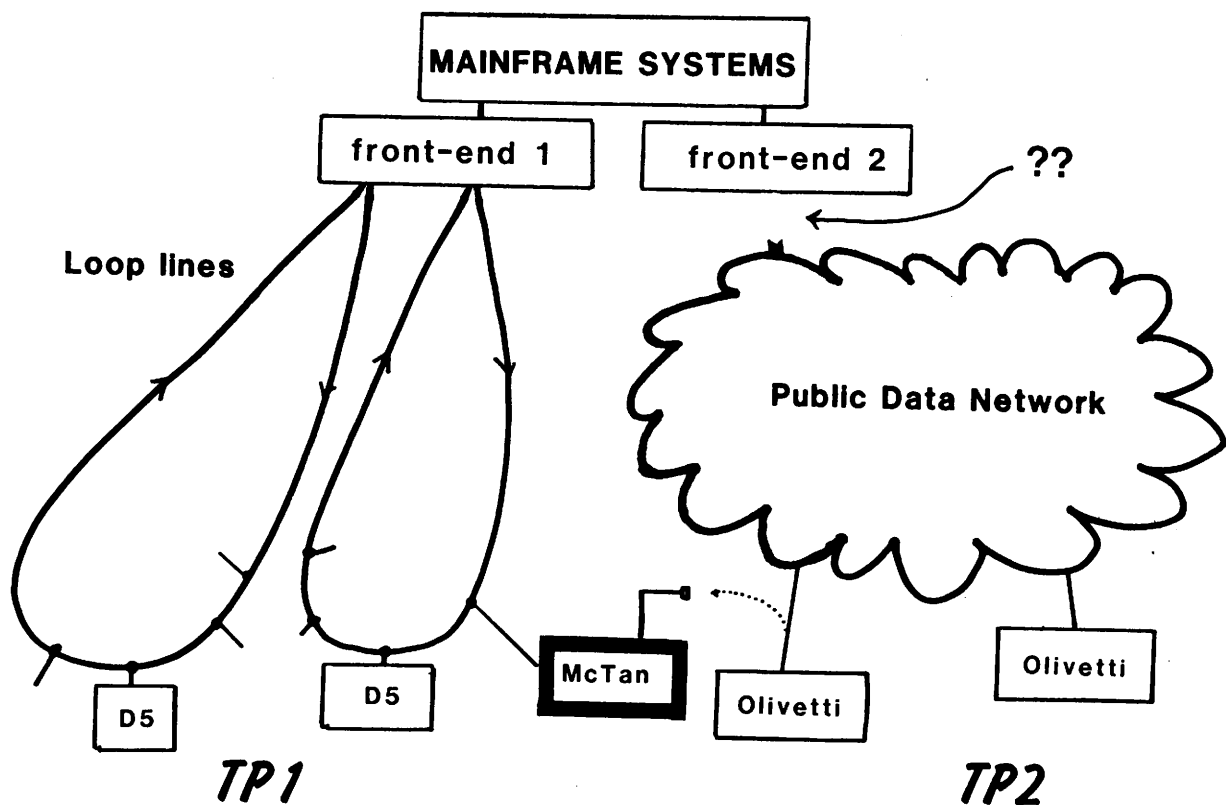 MAINFRAME SYSTEMS
front-end 1
front-end 2
??
Loop lines
Public Data Network
McTan
Olivetti
Olivetti
D5
D5
TP1
TP2